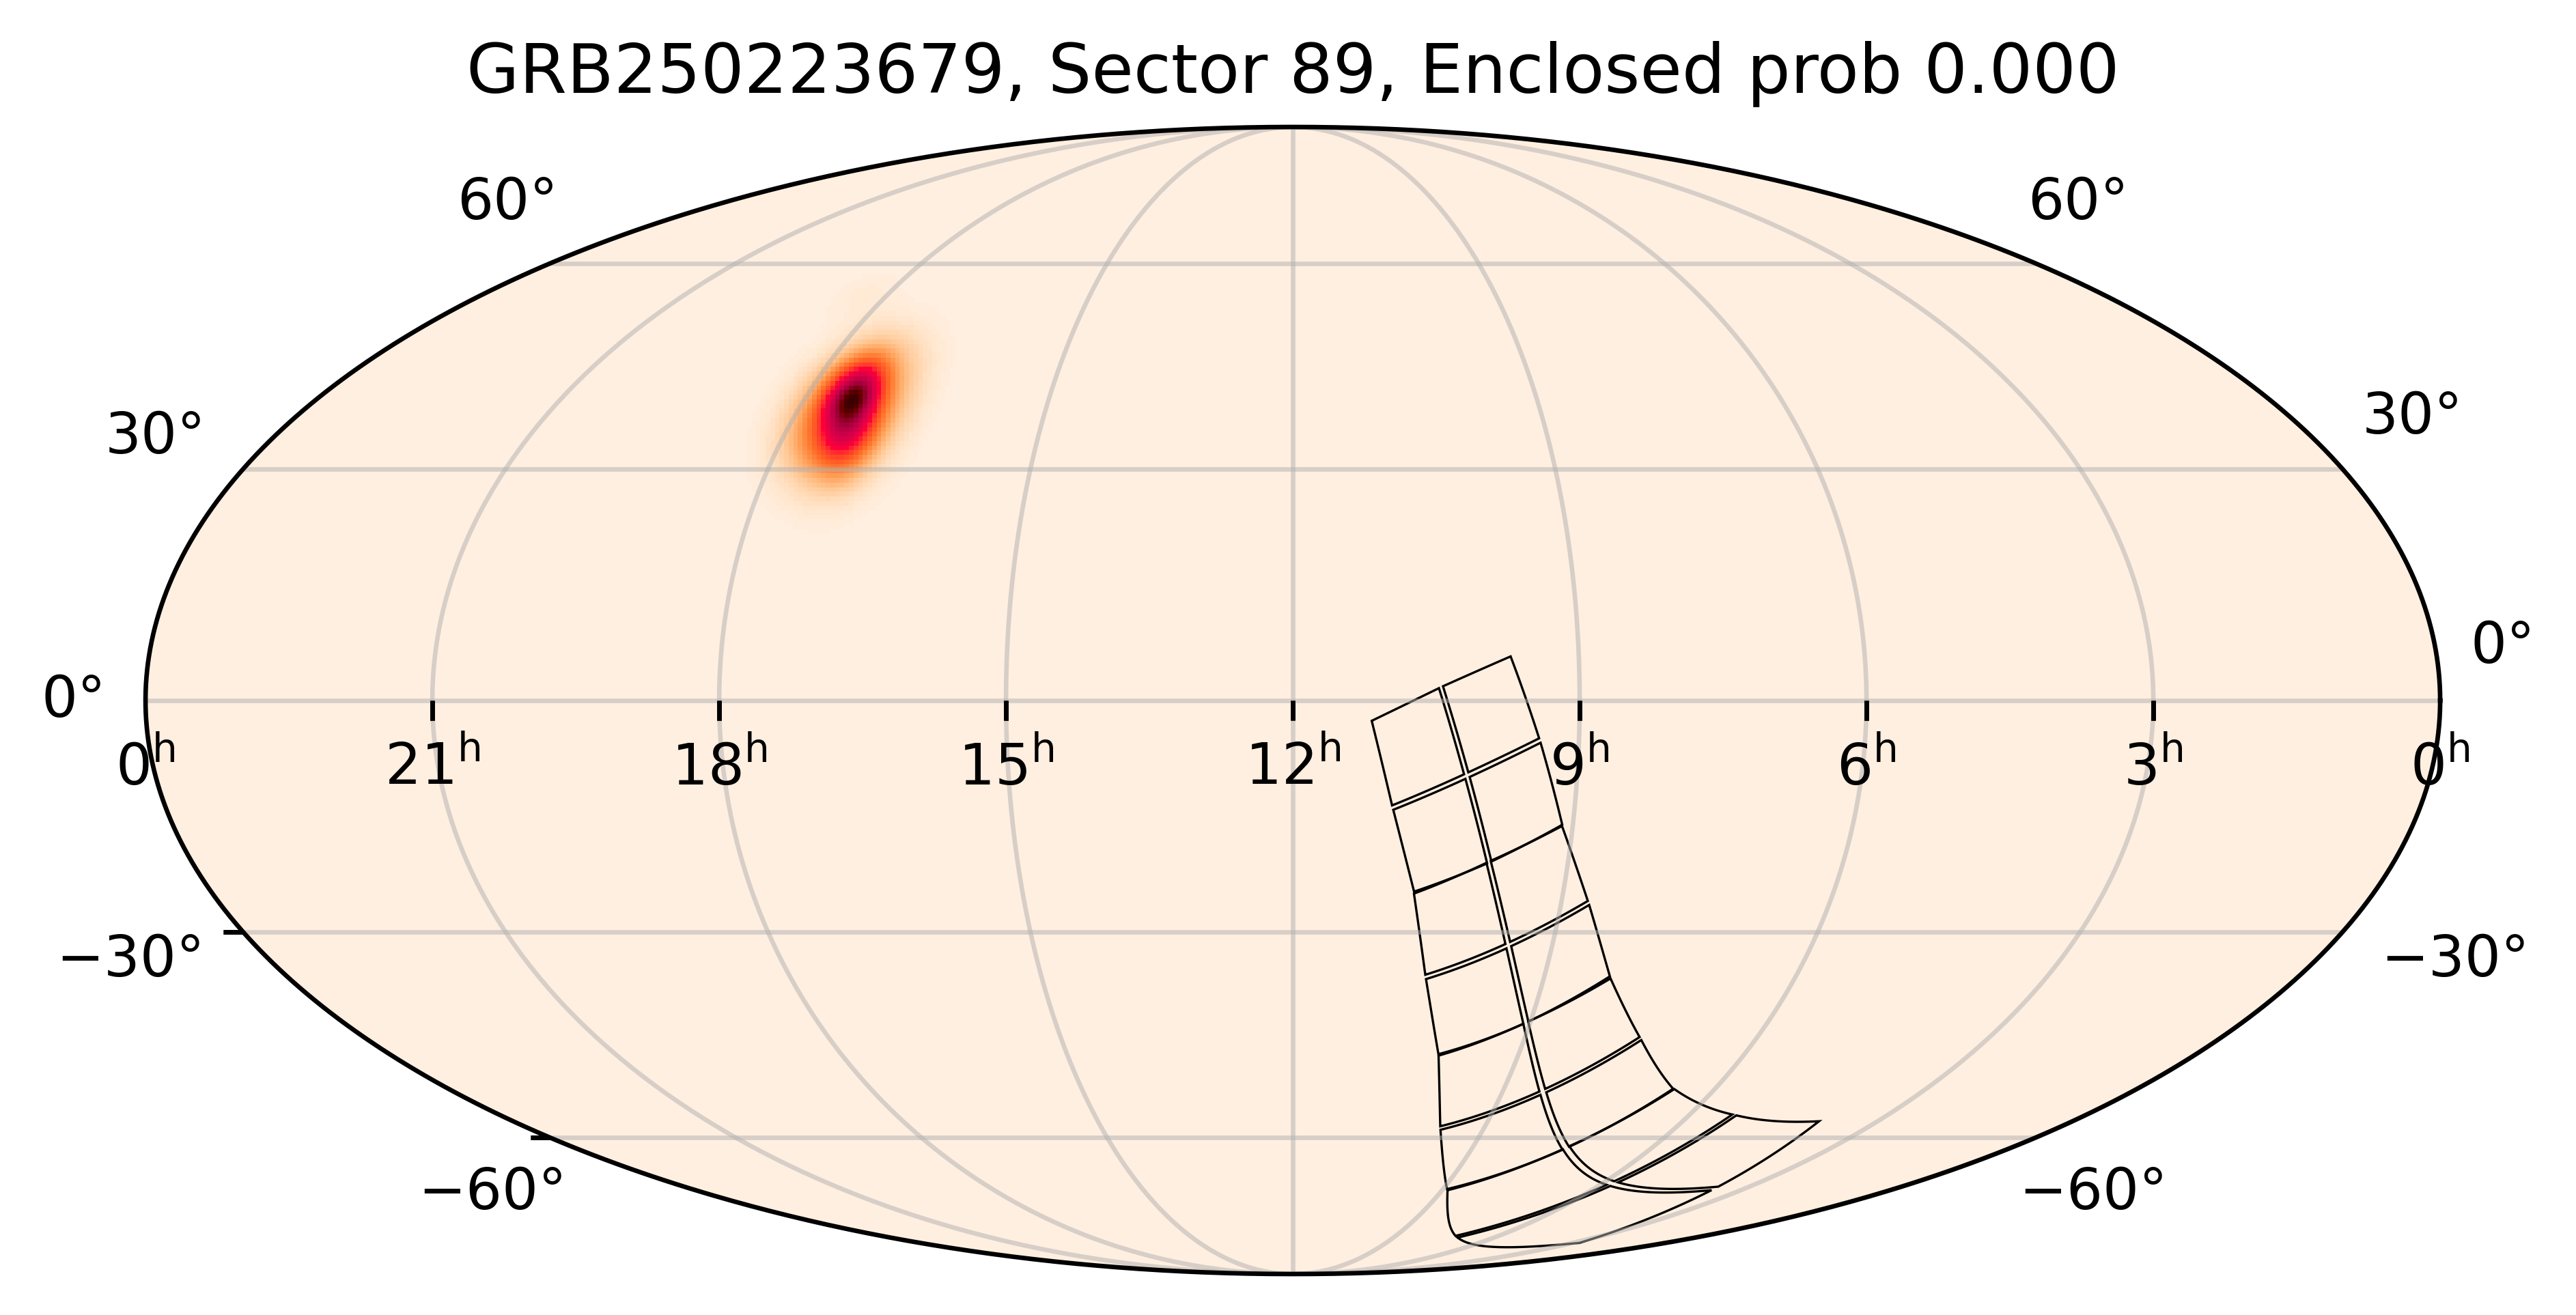 GRB250223679, Sector 89, Enclosed prob 0.000
60° 60°
30° 30°
0° 0°
0ʰ 21ʰ 18ʰ 15ʰ 12ʰ 9ʰ 6ʰ 3ʰ 0ʰ
−30° −30°
−60° −60°